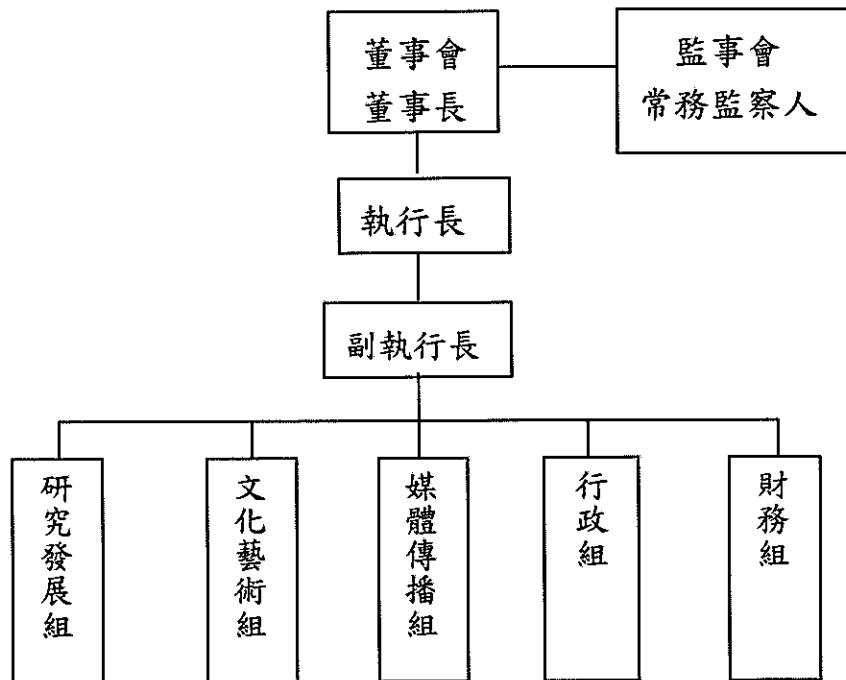 董事會
董事長
監事會
常務監察人
執行長
副執行長
研究發展組
文化藝術組
媒體傳播組
行政組
財務組